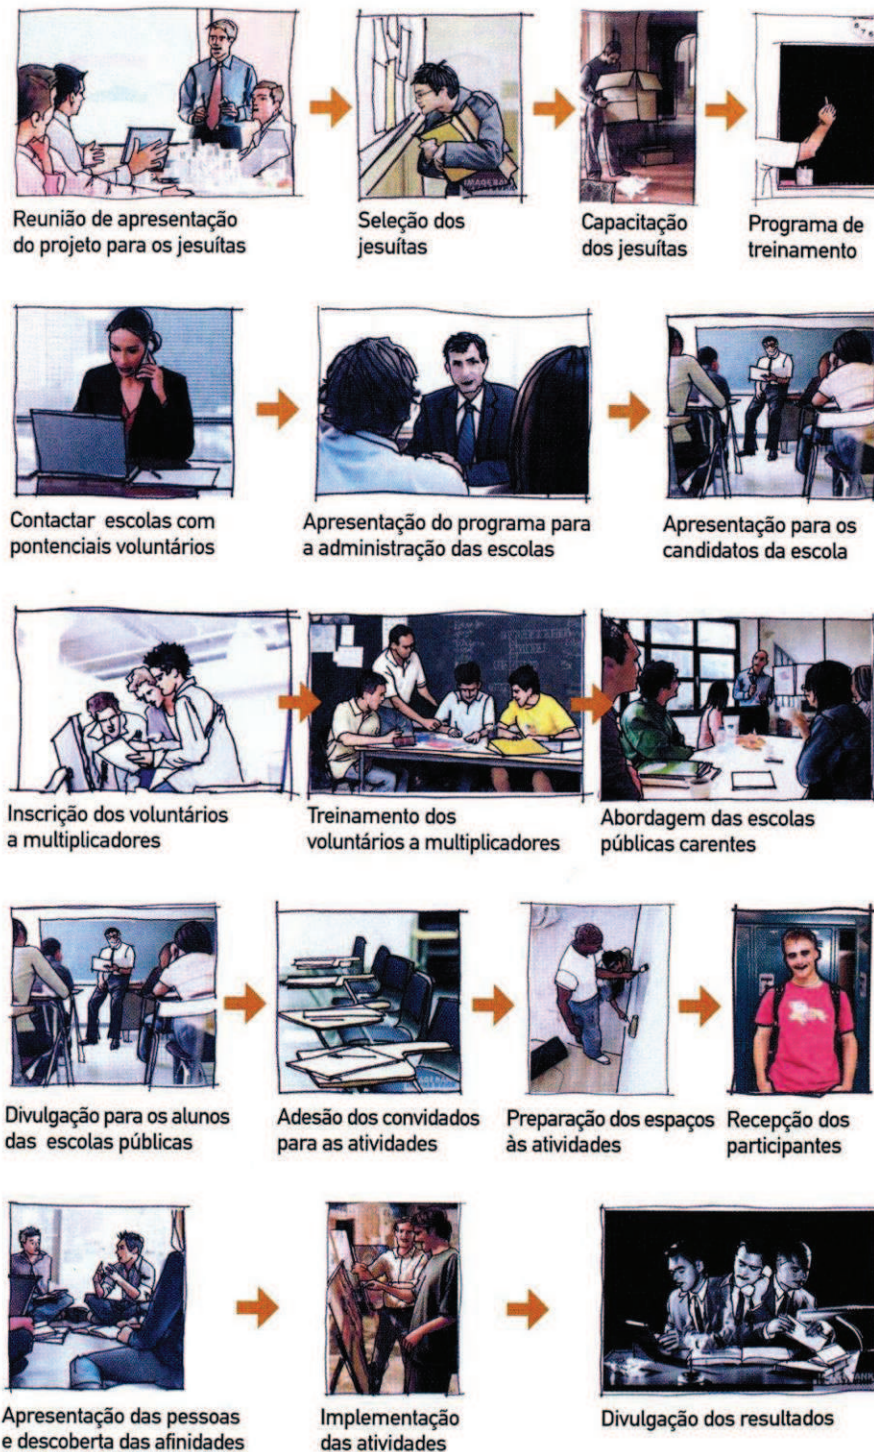 Reunião de apresentação
do projeto para os jesuítas
Seleção dos
jesuítas
Capacitação
dos jesuítas
Programa de
treinamento
Contactar escolas com
pontenciais voluntários
Apresentação do programa para
a administração das escolas
Apresentação para os
candidatos da escola
Inscrição dos voluntários
a multiplicadores
Treinamento dos
voluntários a multiplicadores
Abordagem das escolas
públicas carentes
Divulgação para os alunos
das escolas públicas
Adesão dos convidados
para as atividades
Preparação dos espaços
às atividades
Recepção dos
participantes
Apresentação das pessoas
e descoberta das afinidades
Implementação
das atividades
Divulgação dos resultados